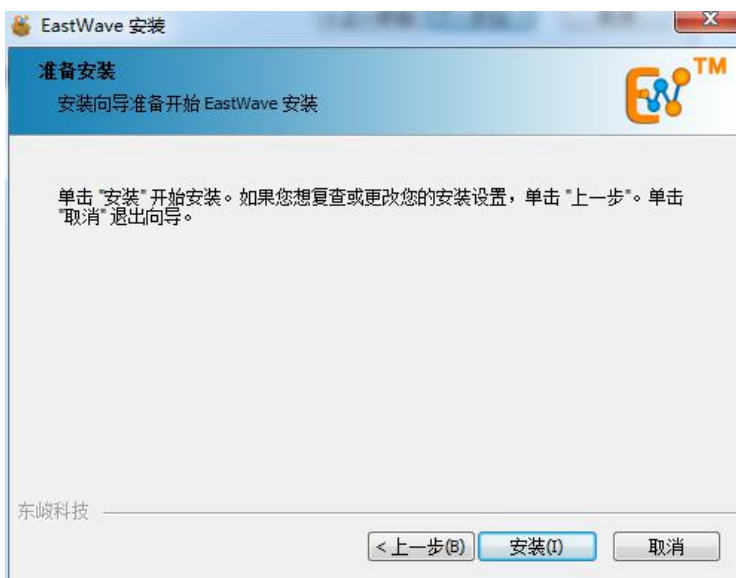 EastWave 安装
准备安装
安装向导准备开始 EastWave 安装
EW™
单击 "安装" 开始安装。如果您想复查或更改您的安装设置，单击 "上一步"。单击
"取消" 退出向导。
东峻科技
< 上一步(B)
安装(I)
取消